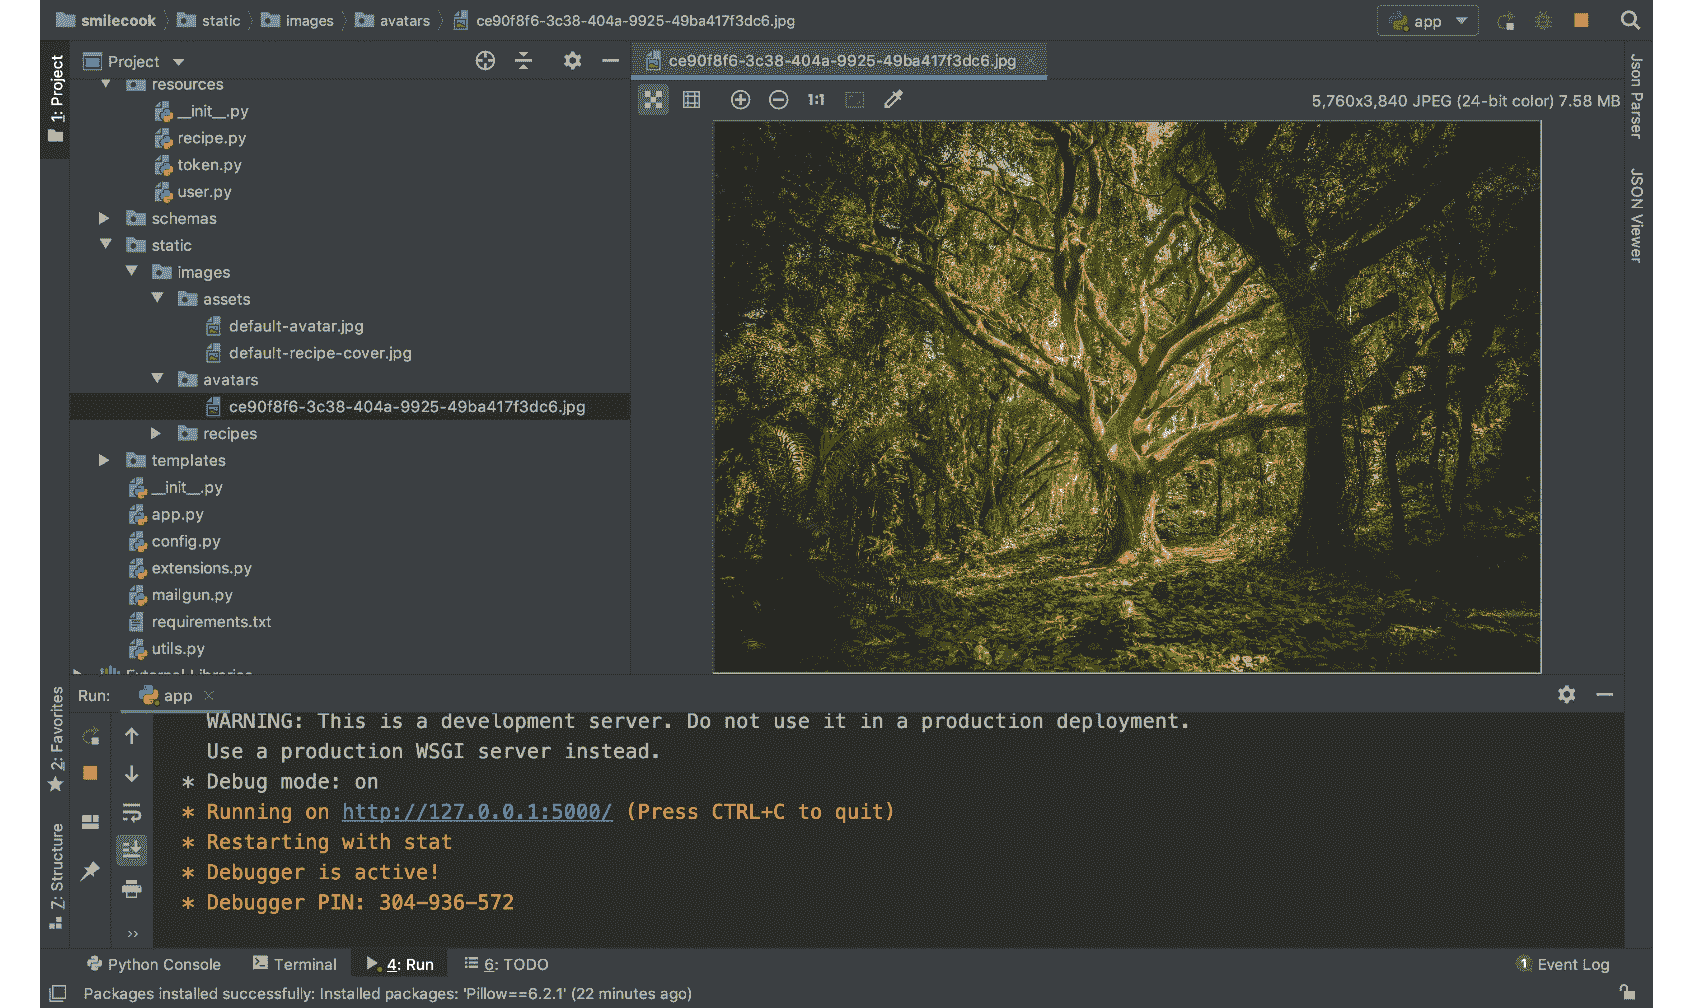 smilecook static images avatars ce90f8f6-3c38-404a-9925-49ba417f3dc6.jpg app
1: Project
Project
ce90f8f6-3c38-404a-9925-49ba417f3dc6.jpg
1:1
5,760x3,840 JPEG (24-bit color) 7.58 MB
Json Parser
JSON Viewer
resources
__init__.py
recipe.py
token.py
user.py
schemas
static
images
assets
default-avatar.jpg
default-recipe-cover.jpg
avatars
ce90f8f6-3c38-404a-9925-49ba417f3dc6.jpg
recipes
templates
__init__.py
app.py
config.py
extensions.py
mailgun.py
requirements.txt
utils.py
External Libraries
2: Favorites
Z: Structure
Run: app
WARNING: This is a development server. Do not use it in a production deployment.
Use a production WSGI server instead.
* Debug mode: on
* Running on http://127.0.0.1:5000/ (Press CTRL+C to quit)
* Restarting with stat
* Debugger is active!
* Debugger PIN: 304-936-572
Python Console Terminal 4: Run 6: TODO 1 Event Log
Packages installed successfully: Installed packages: 'Pillow==6.2.1' (22 minutes ago)